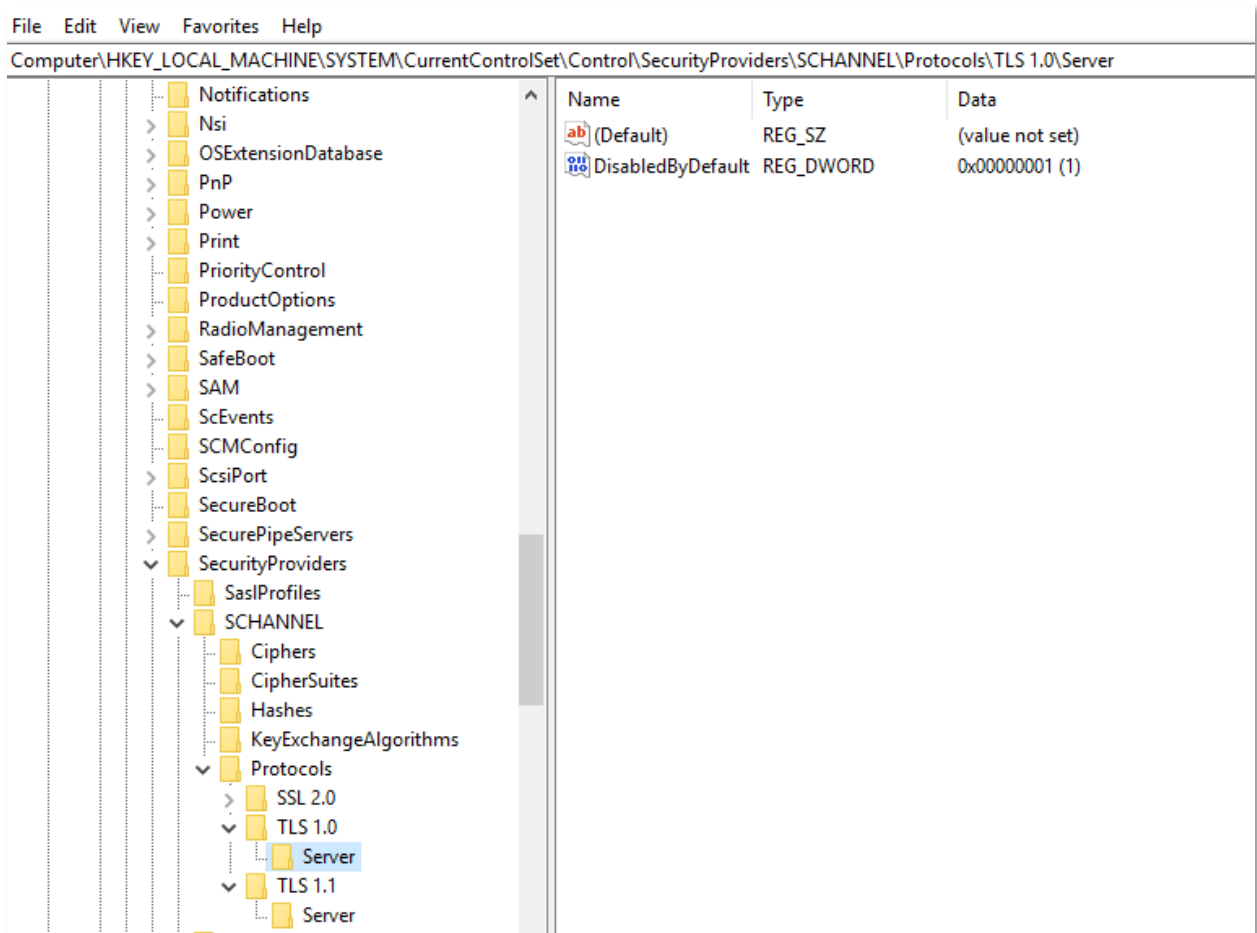 File Edit View Favorites Help
Computer\HKEY_LOCAL_MACHINE\SYSTEM\CurrentControlSet\Control\SecurityProviders\SCHANNEL\Protocols\TLS 1.0\Server
Notifications
Nsi
OSExtensionDatabase
PnP
Power
Print
PriorityControl
ProductOptions
RadioManagement
SafeBoot
SAM
ScEvents
SCMConfig
ScsiPort
SecureBoot
SecurePipeServers
SecurityProviders
SaslProfiles
SCHANNEL
Ciphers
CipherSuites
Hashes
KeyExchangeAlgorithms
Protocols
SSL 2.0
TLS 1.0
Server
TLS 1.1
Server
Name Type Data
ab (Default) REG_SZ (value not set)
DisabledByDefault REG_DWORD 0x00000001 (1)